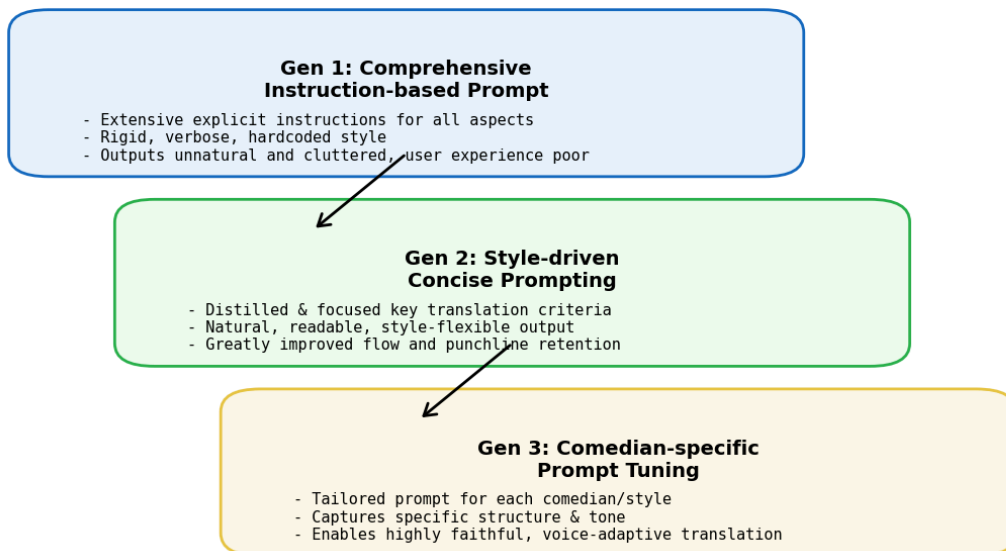 Gen 1: Comprehensive
Instruction-based Prompt
- Extensive explicit instructions for all aspects
- Rigid, verbose, hardcoded style
- Outputs unnatural and cluttered, user experience poor
Gen 2: Style-driven
Concise Prompting
- Distilled & focused key translation criteria
- Natural, readable, style-flexible output
- Greatly improved flow and punchline retention
Gen 3: Comedian-specific
Prompt Tuning
- Tailored prompt for each comedian/style
- Captures specific structure & tone
- Enables highly faithful, voice-adaptive translation